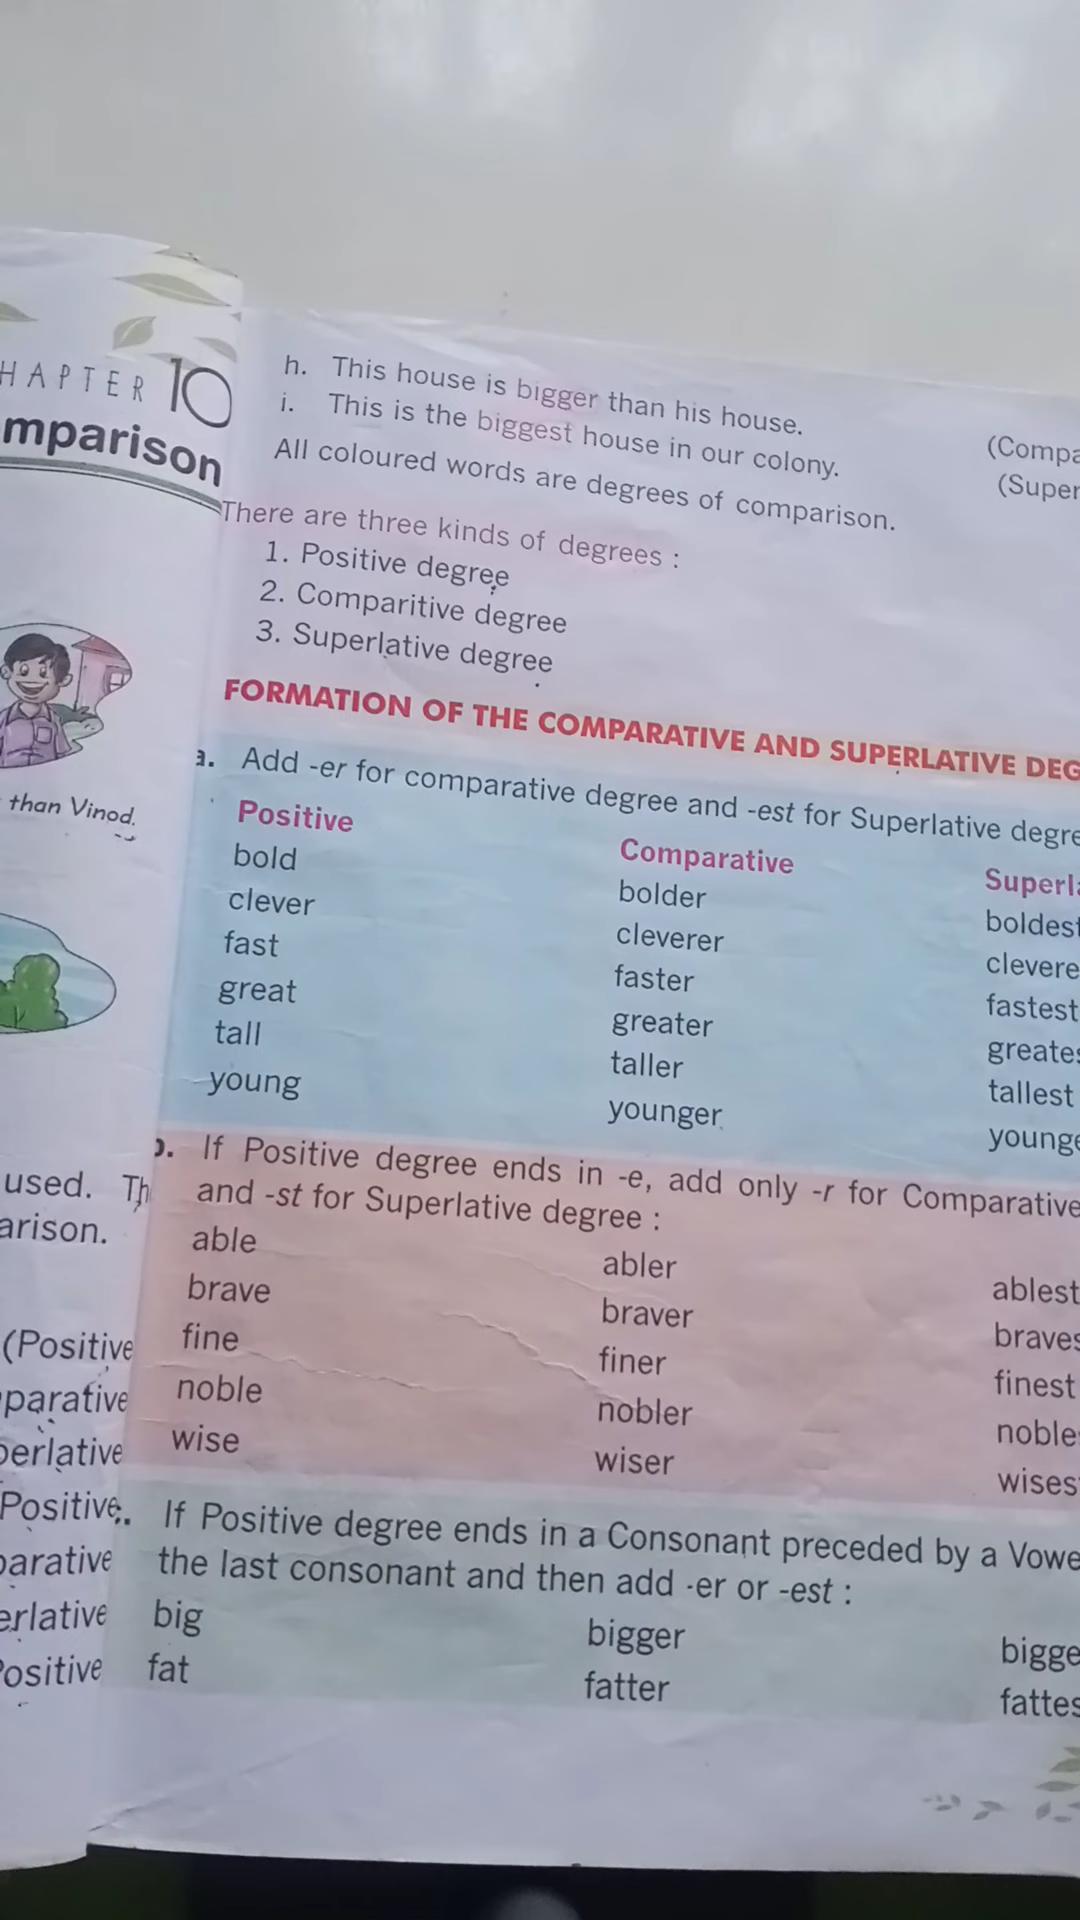 HAPTER 10
mparison
than Vinod.
used. Th
arison.
(Positive
parative
perlative
Positive
parative
erlative
Positive
h. This house is bigger than his house. (Compa
i. This is the biggest house in our colony. (Super
All coloured words are degrees of comparison.
There are three kinds of degrees :
1. Positive degree
2. Comparitive degree
3. Superlative degree
FORMATION OF THE COMPARATIVE AND SUPERLATIVE DEG
a. Add -er for comparative degree and -est for Superlative degre
Positive Comparative Superla
bold bolder boldest
clever cleverer clevere
fast faster fastest
great greater greates
tall taller tallest
young younger younge
b. If Positive degree ends in -e, add only -r for Comparative
and -st for Superlative degree :
able abler ablest
brave braver braves
fine finer finest
noble nobler nobles
wise wiser wises
If Positive degree ends in a Consonant preceded by a Vowe
the last consonant and then add -er or -est :
big bigger bigge
fat fatter fattes